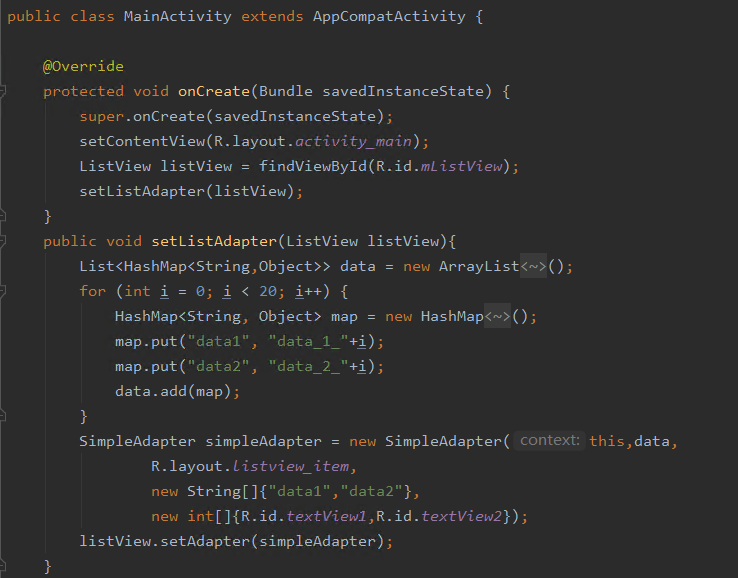 public class MainActivity extends AppCompatActivity {
@Override
protected void onCreate(Bundle savedInstanceState) {
super.onCreate(savedInstanceState);
setContentView(R.layout.activity_main);
ListView listView = findViewById(R.id.mListView);
setListAdapter(listView);
}
public void setListAdapter(ListView listView){
List<HashMap<String,Object>> data = new ArrayList<~>();
for (int i = 0; i < 20; i++) {
HashMap<String, Object> map = new HashMap<~>();
map.put("data1", "data_1_"+i);
map.put("data2", "data_2_"+i);
data.add(map);
}
SimpleAdapter simpleAdapter = new SimpleAdapter( context: this,data,
R.layout.listview_item,
new String[]{"data1","data2"},
new int[]{R.id.textView1,R.id.textView2});
listView.setAdapter(simpleAdapter);
}